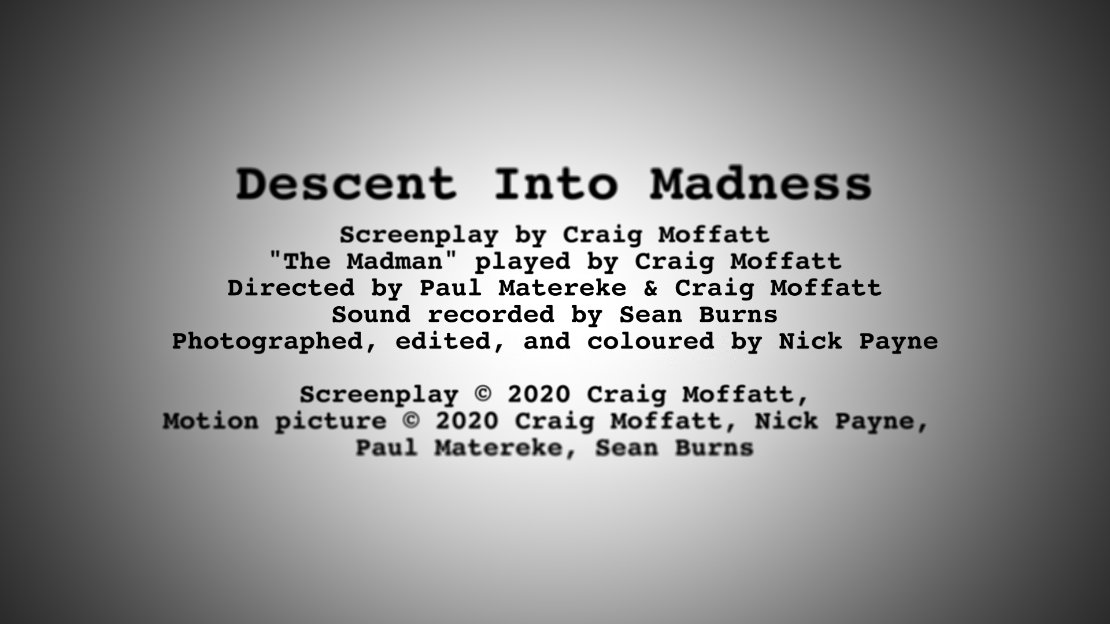 Descent Into Madness
Screenplay by Craig Moffatt
"The Madman" played by Craig Moffatt
Directed by Paul Matereke & Craig Moffatt
Sound recorded by Sean Burns
Photographed, edited, and coloured by Nick Payne
Screenplay © 2020 Craig Moffatt,
Motion picture © 2020 Craig Moffatt, Nick Payne,
Paul Matereke, Sean Burns